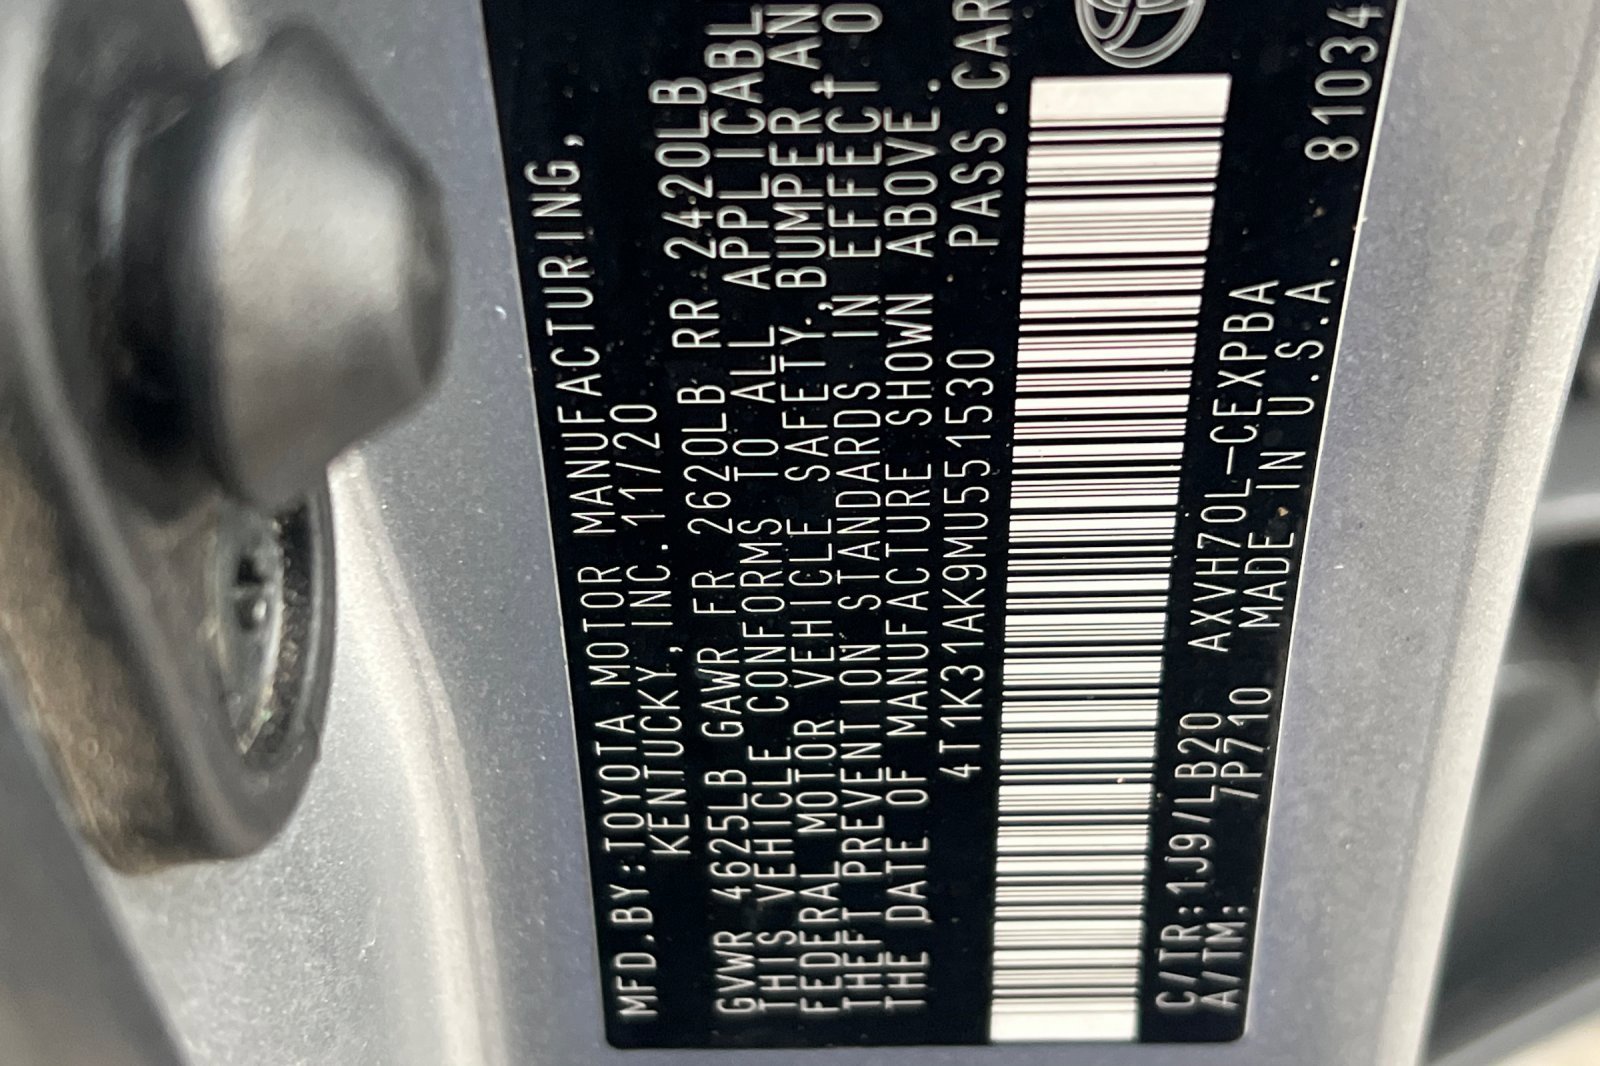 MFD.BY:TOYOTA MOTOR MANUFACTURING,
KENTUCKY,INC.11/20
GVWR 4625LB GAWR FR 2620LB RR 2420LB
THIS VEHICLE CONFORMS TO ALL APPLICABL
FEDERAL MOTOR VEHICLE SAFETY,BUMPER AN
THEFT PREVENTION STANDARDS IN EFFECT O
THE DATE OF MANUFACTURE SHOWN ABOVE.
4T1K31AK9MU551530 PASS.CAR
C/TR:1J9/LB20 AXVH70L-CEXPBA
A/TM: /P710 MADE IN U.S.A. 81034